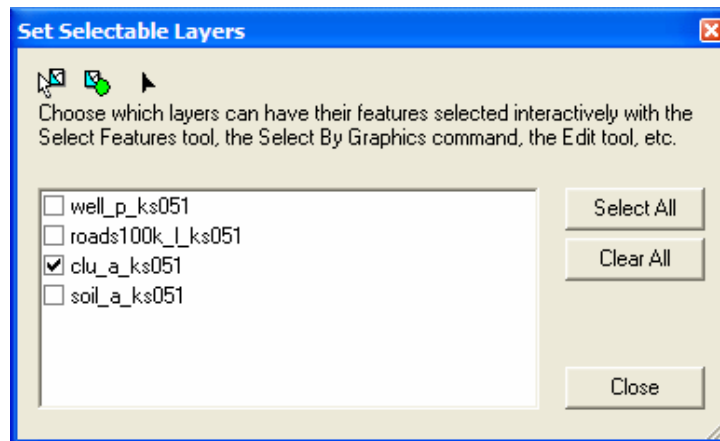 Set Selectable Layers
Choose which layers can have their features selected interactively with the
Select Features tool, the Select By Graphics command, the Edit tool, etc.
well_p_ks051
roads100k_l_ks051
clu_a_ks051
soil_a_ks051
Select All
Clear All
Close